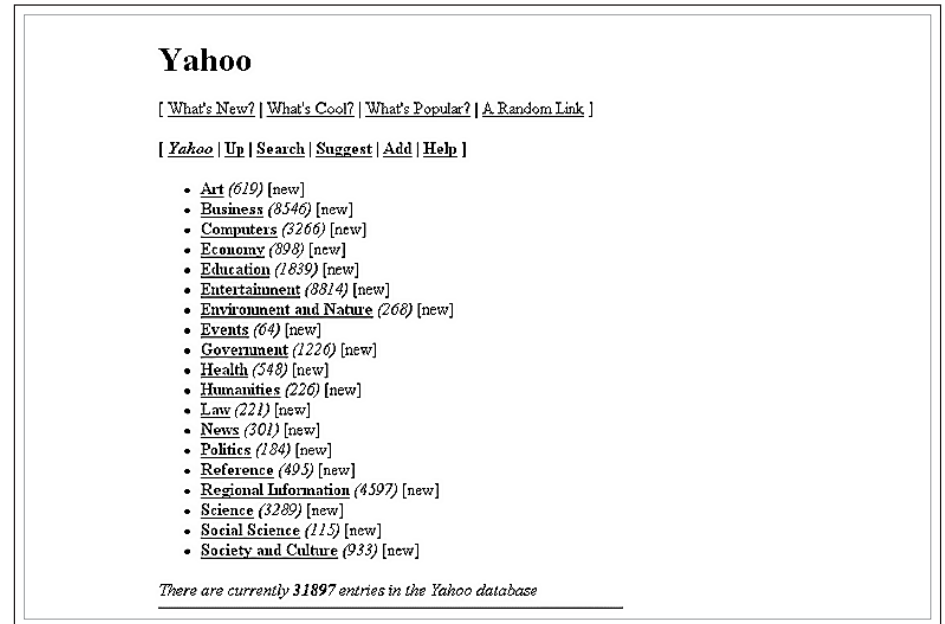 Yahoo
[ What's New? | What's Cool? | What's Popular? | A Random Link ]
[ Yahoo | Up | Search | Suggest | Add | Help ]
• Art (619) [new]
• Business (8546) [new]
• Computers (3266) [new]
• Economy (898) [new]
• Education (1839) [new]
• Entertainment (8814) [new]
• Environment and Nature (268) [new]
• Events (64) [new]
• Government (1226) [new]
• Health (548) [new]
• Humanities (226) [new]
• Law (221) [new]
• News (301) [new]
• Politics (184) [new]
• Reference (495) [new]
• Regional Information (4597) [new]
• Science (3289) [new]
• Social Science (115) [new]
• Society and Culture (933) [new]
There are currently 31897 entries in the Yahoo database